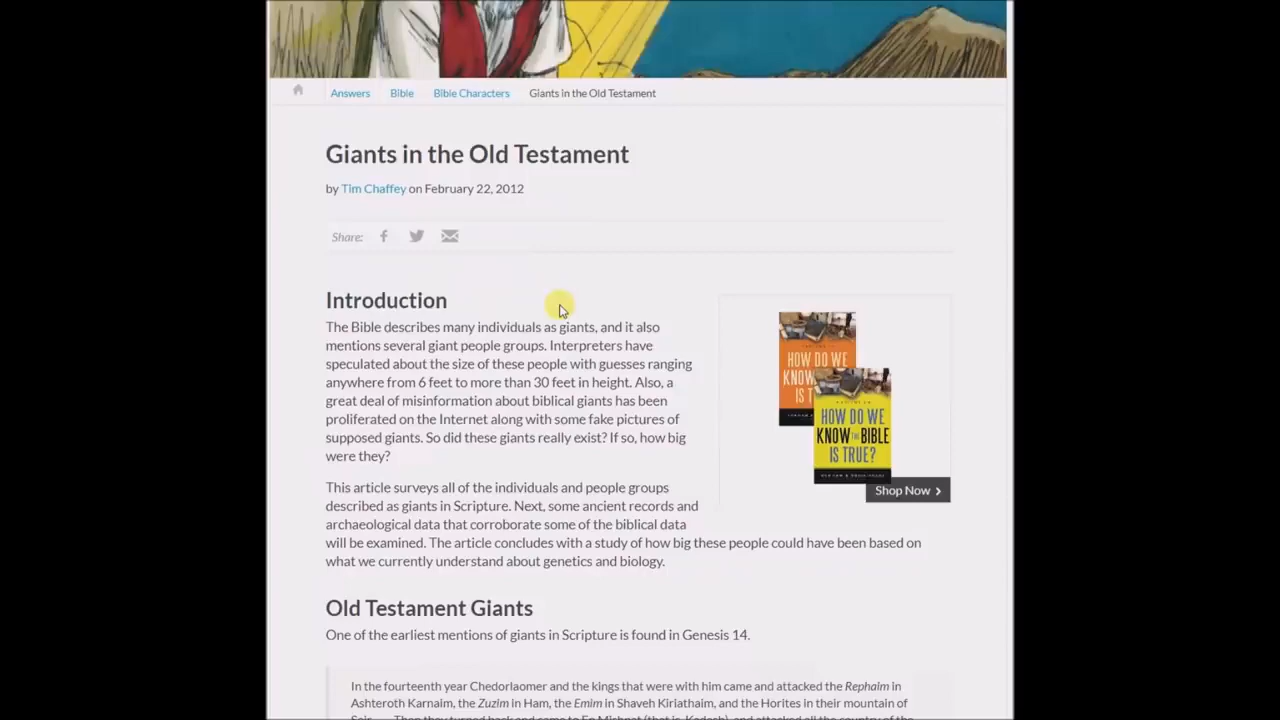 Answers
Bible
Bible Characters
Giants in the Old Testament
Giants in the Old Testament
by Tim Chaffey on February 22, 2012
Share:
Introduction
The Bible describes many individuals as giants, and it also
mentions several giant people groups. Interpreters have
speculated about the size of these people with guesses ranging
anywhere from 6 feet to more than 30 feet in height. Also, a
great deal of misinformation about biblical giants has been
proliferated on the Internet along with some fake pictures of
supposed giants. So did these giants really exist? If so, how big
were they?
HOW DO WE
KNOW
IS T
HOW DO WE
KNOW THE BIBLE
IS TRUE?
Shop Now
This article surveys all of the individuals and people groups
described as giants in Scripture. Next, some ancient records and
archaeological data that corroborate some of the biblical data
will be examined. The article concludes with a study of how big these people could have been based on
what we currently understand about genetics and biology.
Old Testament Giants
One of the earliest mentions of giants in Scripture is found in Genesis 14.
In the fourteenth year Chedorlaomer and the kings that were with him came and attacked the Rephaim in
Ashteroth Karnaim, the Zuzim in Ham, the Emim in Shaveh Kiriathaim, and the Horites in their mountain of